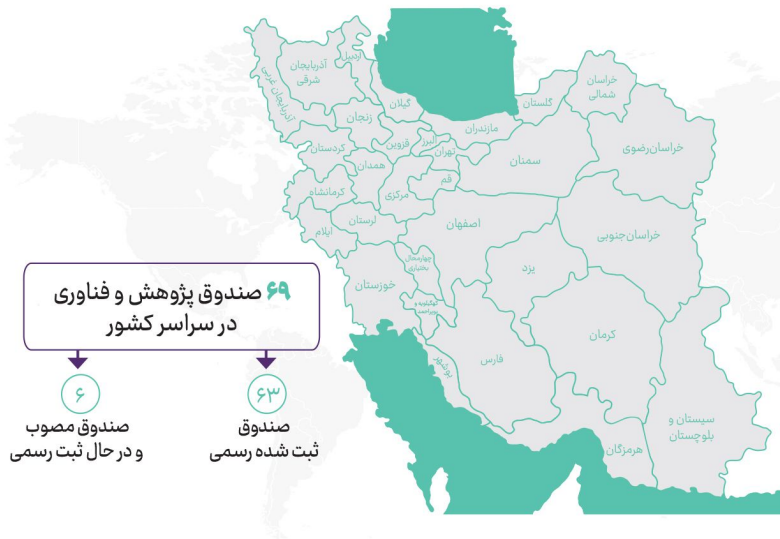 اردبیل
آذربایجان
شرقی
آذربایجان غربی
گیلان
زنجان
کردستان
قزوین
البرز
تهران
مازندران
گلستان
خراسان
شمالی
خراسان‌رضوی
سمنان
همدان
قم
مرکزی
کرمانشاه
لرستان
ایلام
اصفهان
خراسان‌جنوبی
یزد
چهارمحال
بختیاری
خوزستان
کهگیلویه و
بویراحمد
فارس
بوشهر
کرمان
سیستان و
بلوچستان
هرمزگان
۶۹ صندوق پژوهش و فناوری
در سراسر کشور
۶۳
صندوق
ثبت شده رسمی
۶
صندوق مصوب
و در حال ثبت رسمی